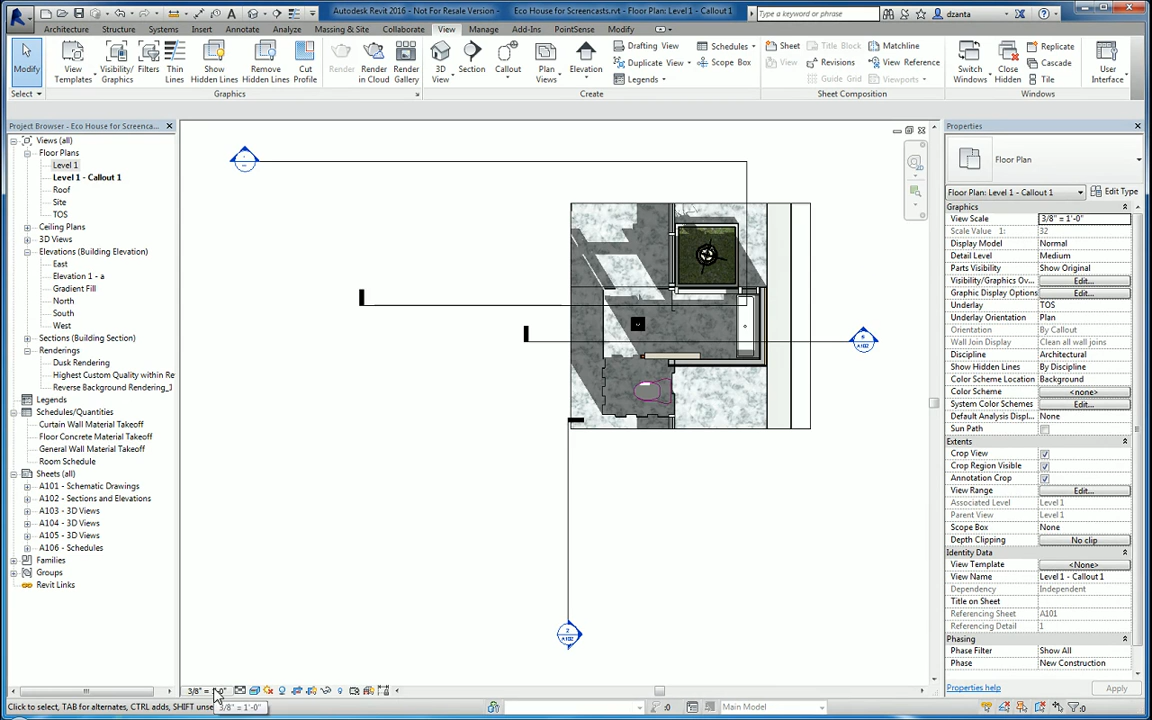 Autodesk Revit 2016 - Not For Resale Version - Eco House for Screencasts.rvt - Floor Plan: Level 1 - Callout 1
Type a keyword or phrase
dzanta
Architecture Structure Systems Insert Annotate Analyze Massing & Site Collaborate View Manage Add-Ins PointSense Modify
Modify
View Templates
Visibility/ Graphics
Filters
Thin Lines
Show Hidden Lines
Remove Hidden Lines
Cut Profile
Render
Render in Cloud
Render Gallery
3D View
Section
Callout
Plan Views
Elevation
Drafting View
Duplicate View
Legends
Schedules
Scope Box
Sheet
View
Title Block
Revisions
Guide Grid
Matchline
View Reference
Viewports
Switch Windows
Close Hidden
Replicate
Cascade
Tile
User Interface
Select
Graphics
Create
Sheet Composition
Windows
Project Browser - Eco House for Screenca...
Views (all)
Floor Plans
Level 1
Level 1 - Callout 1
Roof
Site
TOS
Ceiling Plans
3D Views
Elevations (Building Elevation)
East
Elevation 1 - a
Gradient Fill
North
South
West
Sections (Building Section)
Renderings
Dusk Rendering
Highest Custom Quality within Re
Reverse Background Rendering_1
Legends
Schedules/Quantities
Curtain Wall Material Takeoff
Floor Concrete Material Takeoff
General Wall Material Takeoff
Room Schedule
Sheets (all)
A101 - Schematic Drawings
A102 - Sections and Elevations
A103 - 3D Views
A104 - 3D Views
A105 - 3D Views
A106 - Schedules
Families
Groups
Revit Links
A102
2
A102
Properties
Floor Plan
Floor Plan: Level 1 - Callout 1
Edit Type
Graphics
View Scale 3/8" = 1'-0"
Scale Value 1: 32
Display Model Normal
Detail Level Medium
Parts Visibility Show Original
Visibility/Graphics Ov... Edit...
Graphic Display Options Edit...
Underlay TOS
Underlay Orientation Plan
Orientation By Callout
Wall Join Display Clean all wall joins
Discipline Architectural
Show Hidden Lines By Discipline
Color Scheme Location Background
Color Scheme <none>
System Color Schemes Edit...
Default Analysis Displ... None
Sun Path
Extents
Crop View
Crop Region Visible
Annotation Crop
View Range Edit...
Associated Level Level 1
Parent View Level 1
Scope Box None
Depth Clipping No clip
Identity Data
View Template <None>
View Name Level 1 - Callout 1
Dependency Independent
Title on Sheet
Referencing Sheet A101
Referencing Detail 1
Phasing
Phase Filter Show All
Phase New Construction
Properties help
Apply
3/8" = 1'-0"
Click to select, TAB for alternates, CTRL adds, SHIFT unse
3/8" = 1'-0"
:0
Main Model
:0